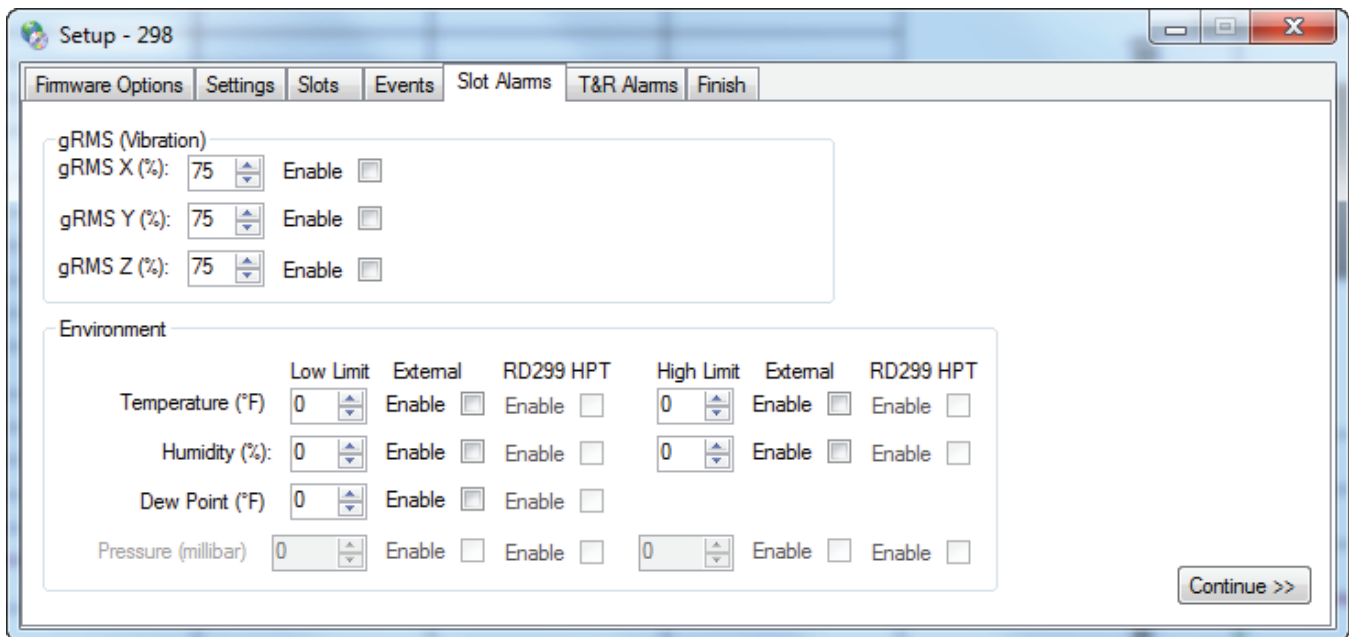 Setup - 298
Firmware Options Settings Slots Events Slot Alarms T&R Alarms Finish
gRMS (Vibration)
gRMS X (%): 75 Enable
gRMS Y (%): 75 Enable
gRMS Z (%): 75 Enable
Environment
Low Limit External RD299 HPT High Limit External RD299 HPT
Temperature (°F) 0 Enable Enable 0 Enable Enable
Humidity (%): 0 Enable Enable 0 Enable Enable
Dew Point (°F) 0 Enable Enable
Pressure (millibar) 0 Enable Enable 0 Enable Enable
Continue >>